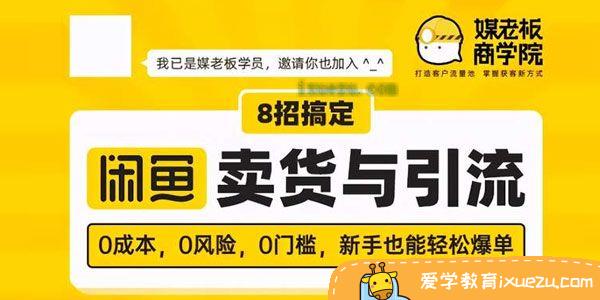 媒老板
商学院
打造客户流量池 掌握获客新方式
我已是媒老板学员，邀请你也加入 ^_^
ixuezu.com
8招搞定
闲鱼 卖货与引流
0成本，0风险，0门槛，新手也能轻松爆单
爱学教育ixuezu.com